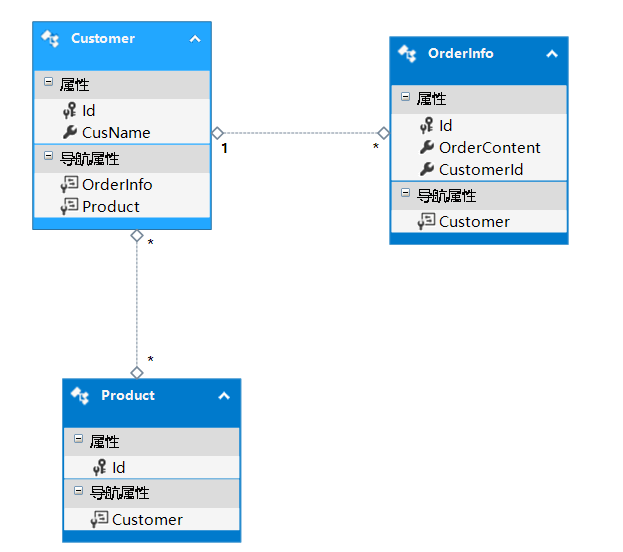 Customer
属性
Id
CusName
导航属性
OrderInfo
Product
1
*
OrderInfo
属性
Id
OrderContent
CustomerId
导航属性
Customer
*
*
Product
属性
Id
导航属性
Customer